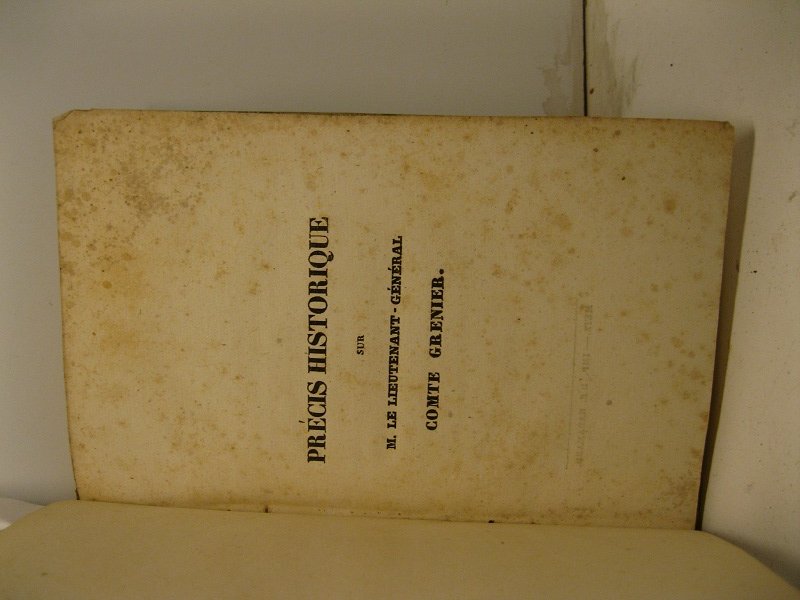 PRÉCIS HISTORIQUE
SUR
M. LE LIEUTENANT-GÉNÉRAL
COMTE GRENIER.